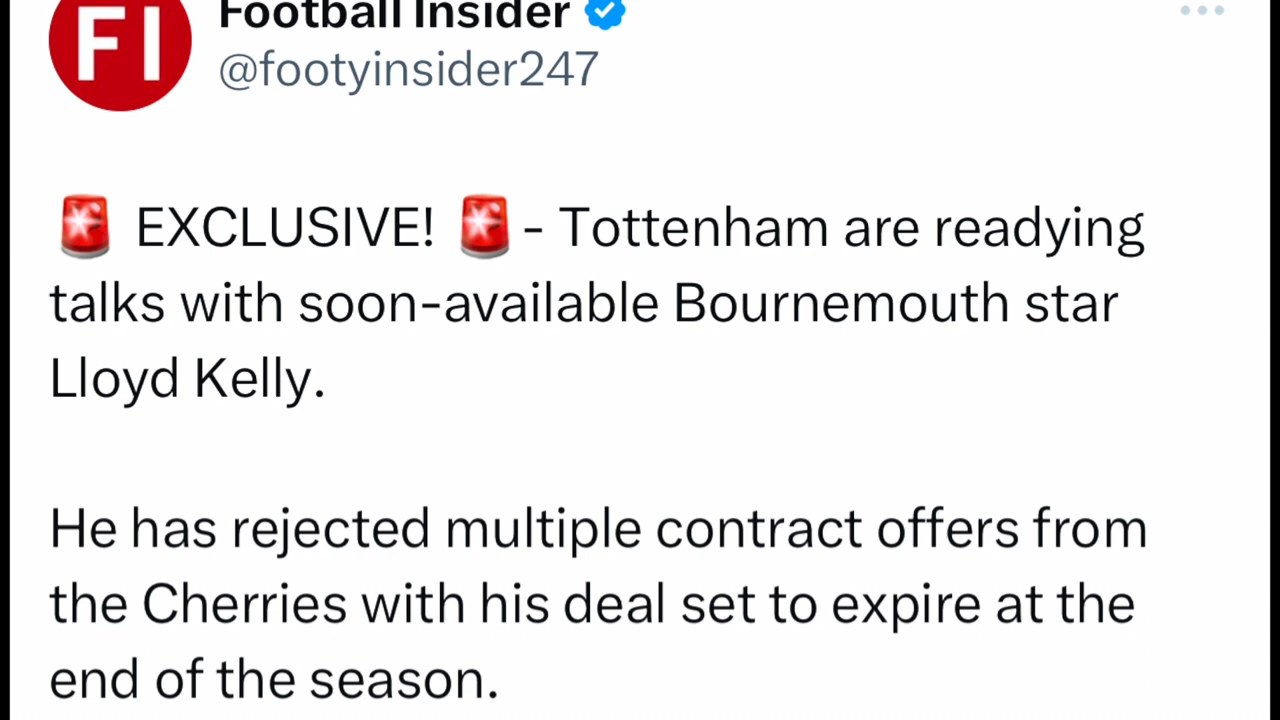 FI
Football Insider
@footyinsider247
🚨 EXCLUSIVE! 🚨 - Tottenham are readying
talks with soon-available Bournemouth star
Lloyd Kelly.
He has rejected multiple contract offers from
the Cherries with his deal set to expire at the
end of the season.